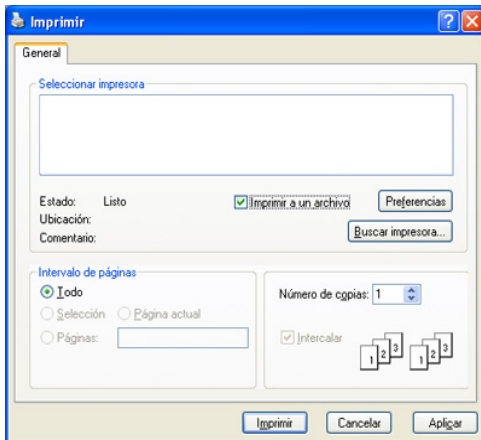 Imprimir
General
Seleccionar impresora
Estado: Listo
Imprimir a un archivo
Preferencias
Ubicación:
Comentario:
Buscar impresora...
Intervalo de páginas
Todo
Selección
Página actual
Páginas:
Número de copias: 1
Intercalar
1 2 3 1 2 3
Imprimir
Cancelar
Aplicar